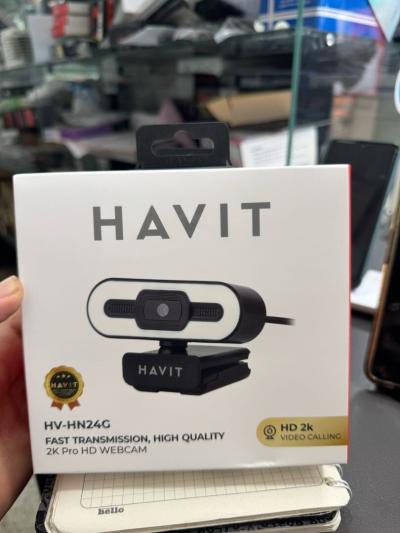 HAVIT
HAVIT
HAVIT
HV-HN24G
FAST TRANSMISSION, HIGH QUALITY
2K Pro HD WEBCAM
HD 2k
VIDEO CALLING
hello